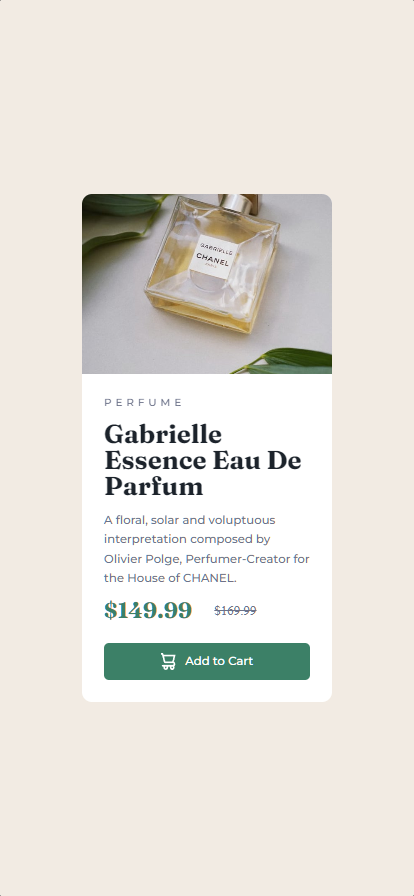 GABRIELLE
CHANEL
PARIS
PERFUME
Gabrielle
Essence Eau De
Parfum
A floral, solar and voluptuous
interpretation composed by
Olivier Polge, Perfumer-Creator for
the House of CHANEL.
$149.99 $169.99
Add to Cart